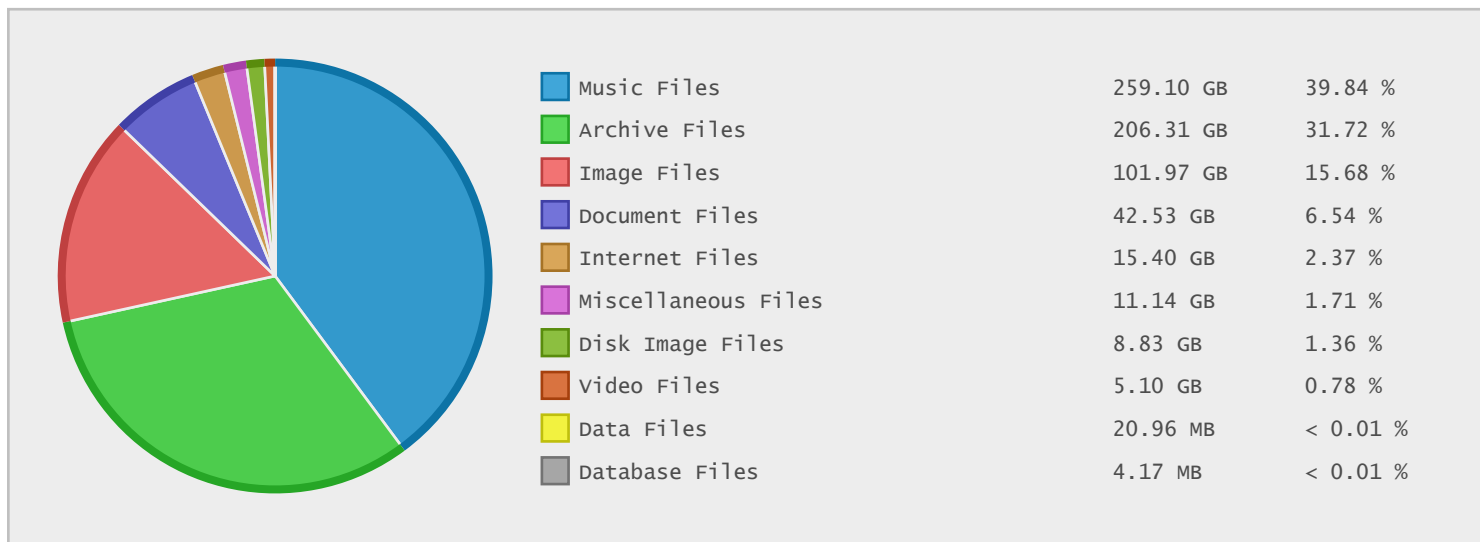 Music Files 259.10 GB 39.84 %
Archive Files 206.31 GB 31.72 %
Image Files 101.97 GB 15.68 %
Document Files 42.53 GB 6.54 %
Internet Files 15.40 GB 2.37 %
Miscellaneous Files 11.14 GB 1.71 %
Disk Image Files 8.83 GB 1.36 %
Video Files 5.10 GB 0.78 %
Data Files 20.96 MB < 0.01 %
Database Files 4.17 MB < 0.01 %